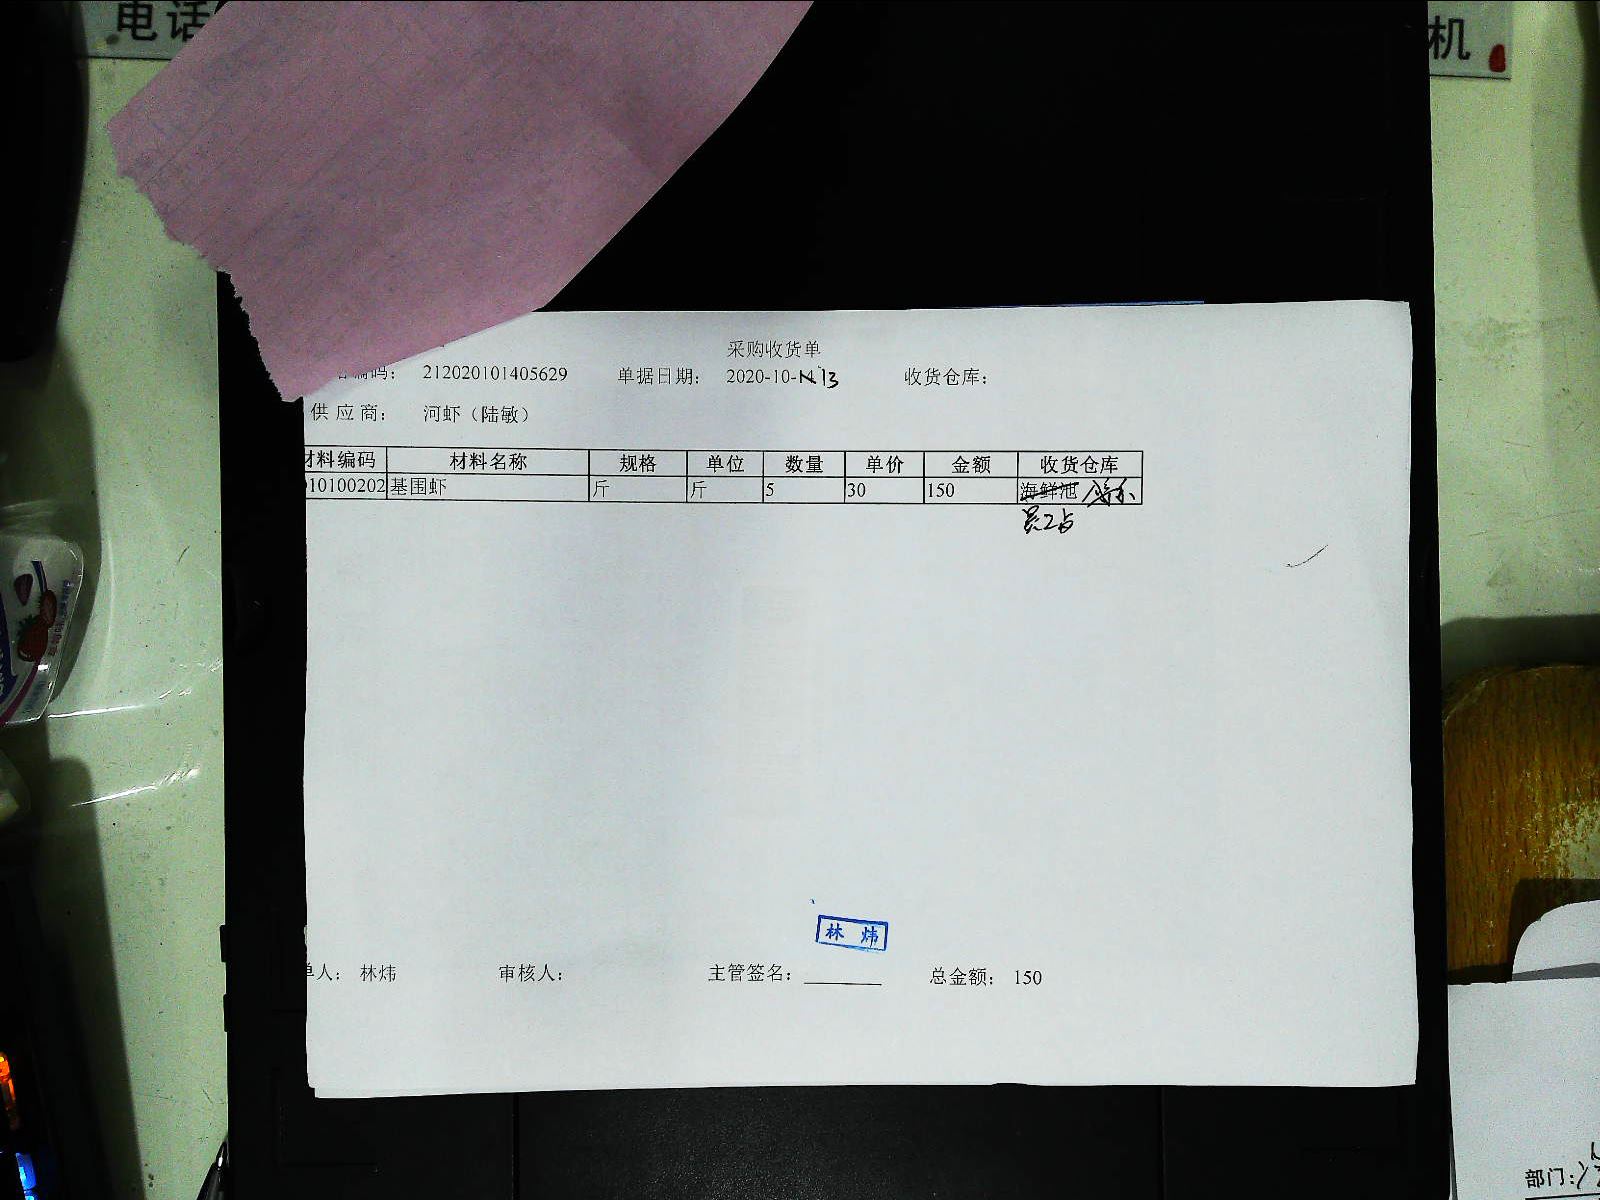 电话
机
采购收货单
编码： 212020101405629 单据日期： 2020-10-13 收货仓库：
供应商： 河虾（陆敏）
材料编码 材料名称 规格 单位 数量 单价 金额 收货仓库
10100202 基围虾 斤 斤 5 30 150 海鲜池
林炜
单人： 林炜 审核人： 主管签名： 总金额： 150
部门：